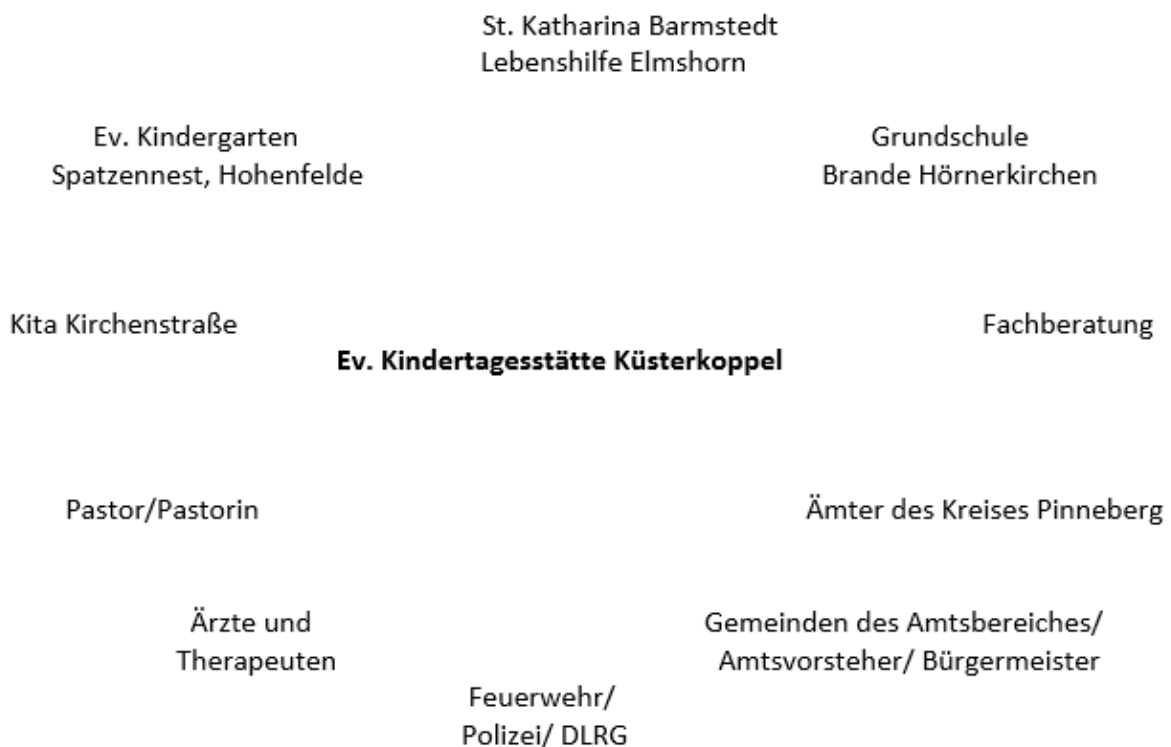 St. Katharina Barmstedt
Lebenshilfe Elmshorn
Ev. Kindergarten
Spatzennest, Hohenfelde
Grundschule
Brande Hörnerkirchen
Kita Kirchenstraße
Fachberatung
Ev. Kindertagesstätte Küsterkoppel
Pastor/Pastorin
Ämter des Kreises Pinneberg
Ärzte und
Therapeuten
Gemeinden des Amtsbereiches/
Amtsvorsteher/ Bürgermeister
Feuerwehr/
Polizei/ DLRG